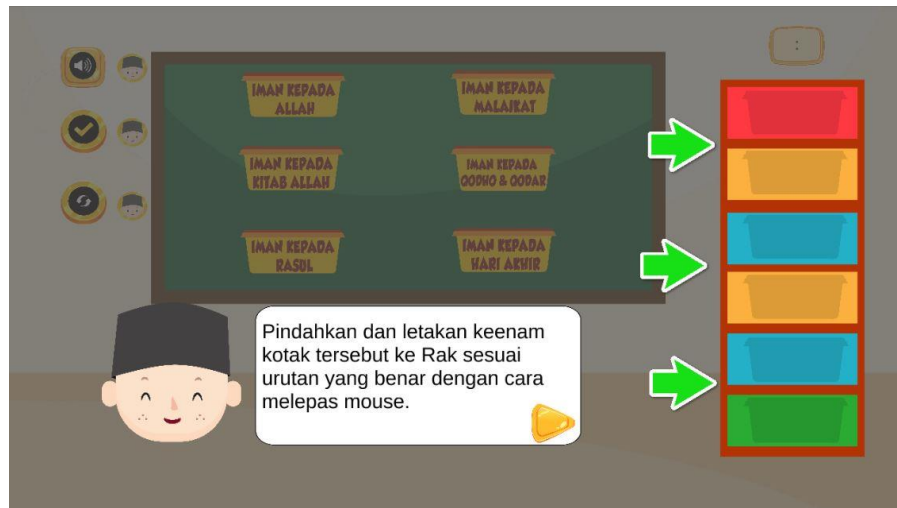 :
IMAN KEPADA
ALLAH
IMAN KEPADA
MALAIKAT
IMAN KEPADA
KITAB ALLAH
IMAN KEPADA
QODHO & QODAR
IMAN KEPADA
RASUL
IMAN KEPADA
HARI AKHIR
Pindahkan dan letakan keenam
kotak tersebut ke Rak sesuai
urutan yang benar dengan cara
melepas mouse.